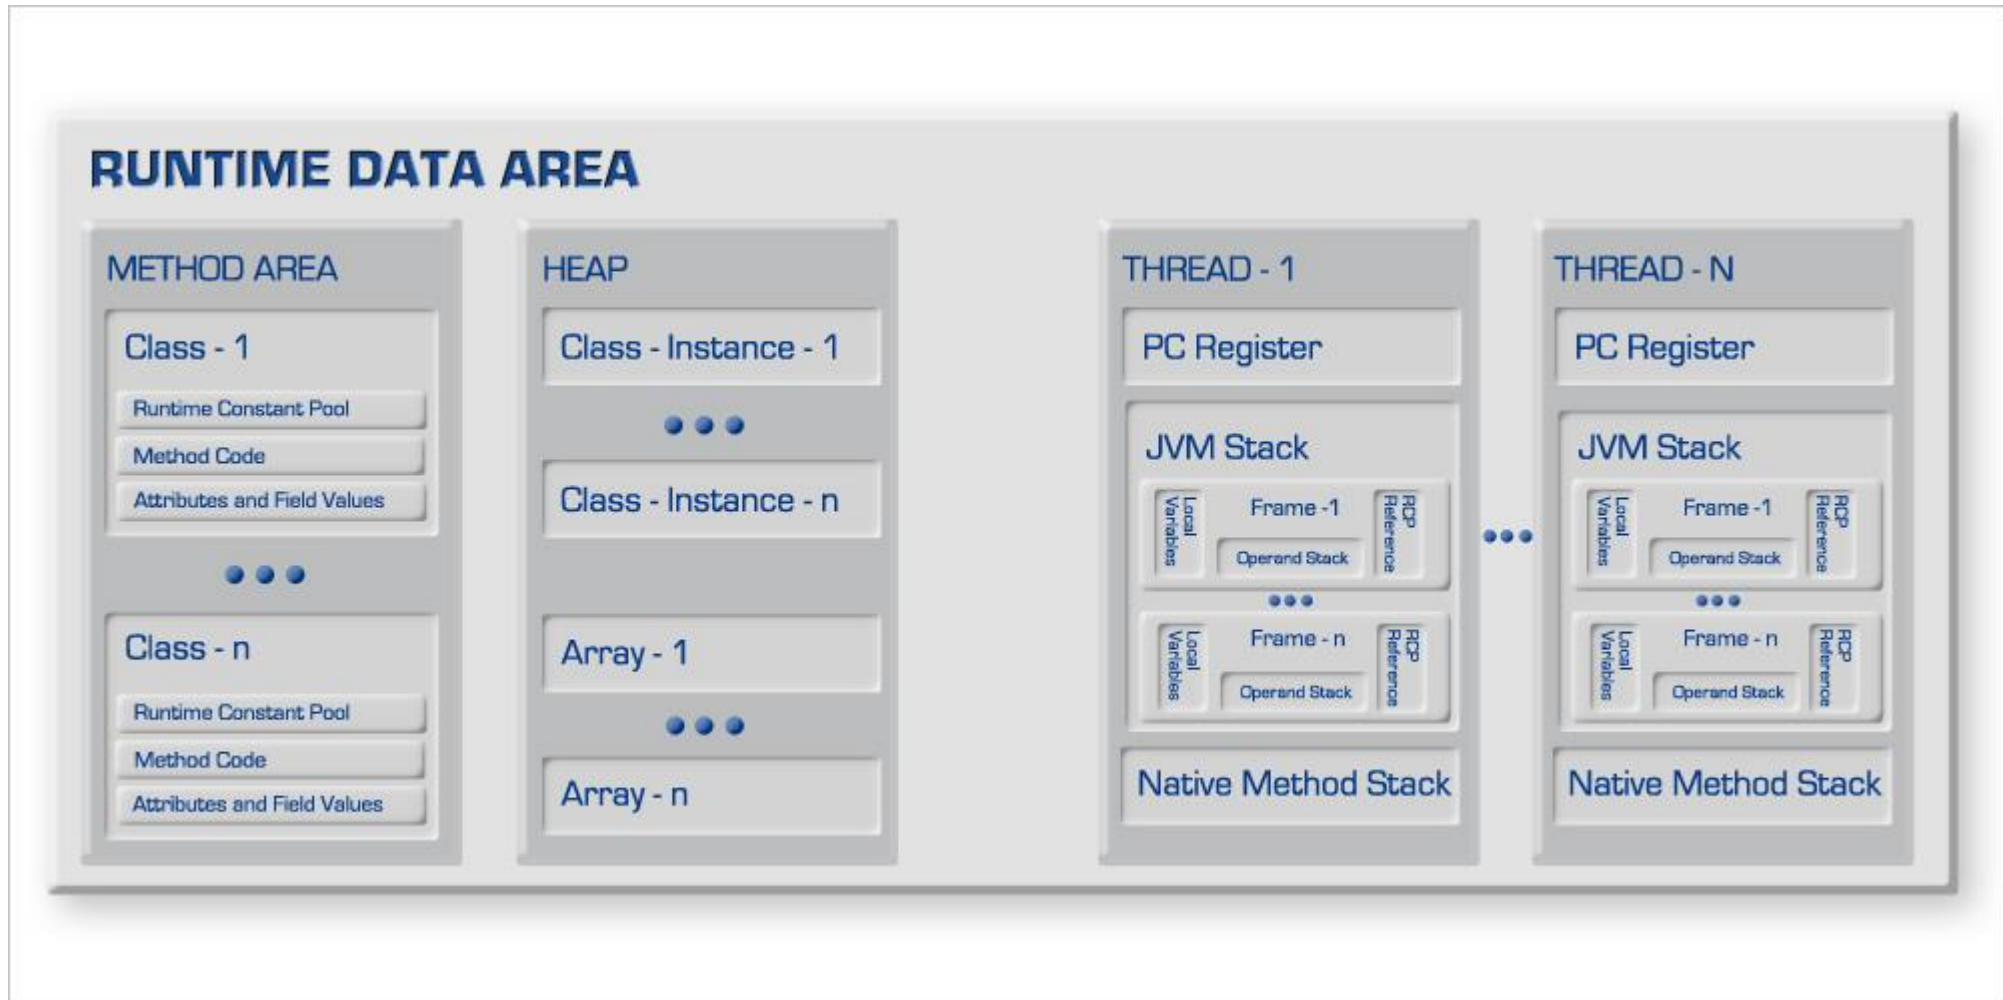 RUNTIME DATA AREA
METHOD AREA
Class - 1
Runtime Constant Pool
Method Code
Attributes and Field Values
Class - n
Runtime Constant Pool
Method Code
Attributes and Field Values
HEAP
Class - Instance - 1
Class - Instance - n
Array - 1
Array - n
THREAD - 1
PC Register
JVM Stack
Local
Variables
Frame -1
Operand Stack
RCP
Reference
Local
Variables
Frame - n
Operand Stack
RCP
Reference
Native Method Stack
THREAD - N
PC Register
JVM Stack
Local
Variables
Frame -1
Operand Stack
RCP
Reference
Local
Variables
Frame - n
Operand Stack
RCP
Reference
Native Method Stack